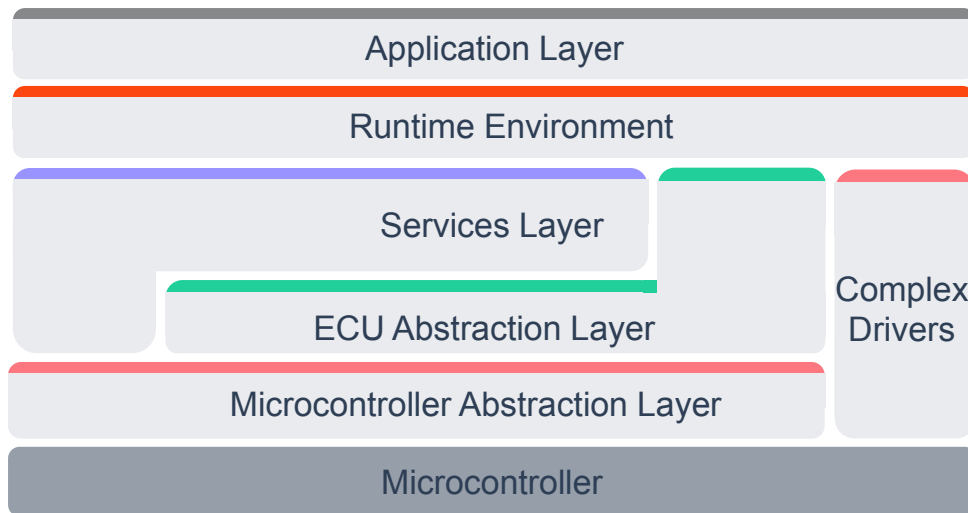 Application Layer
Runtime Environment
Services Layer
Complex
Drivers
ECU Abstraction Layer
Microcontroller Abstraction Layer
Microcontroller